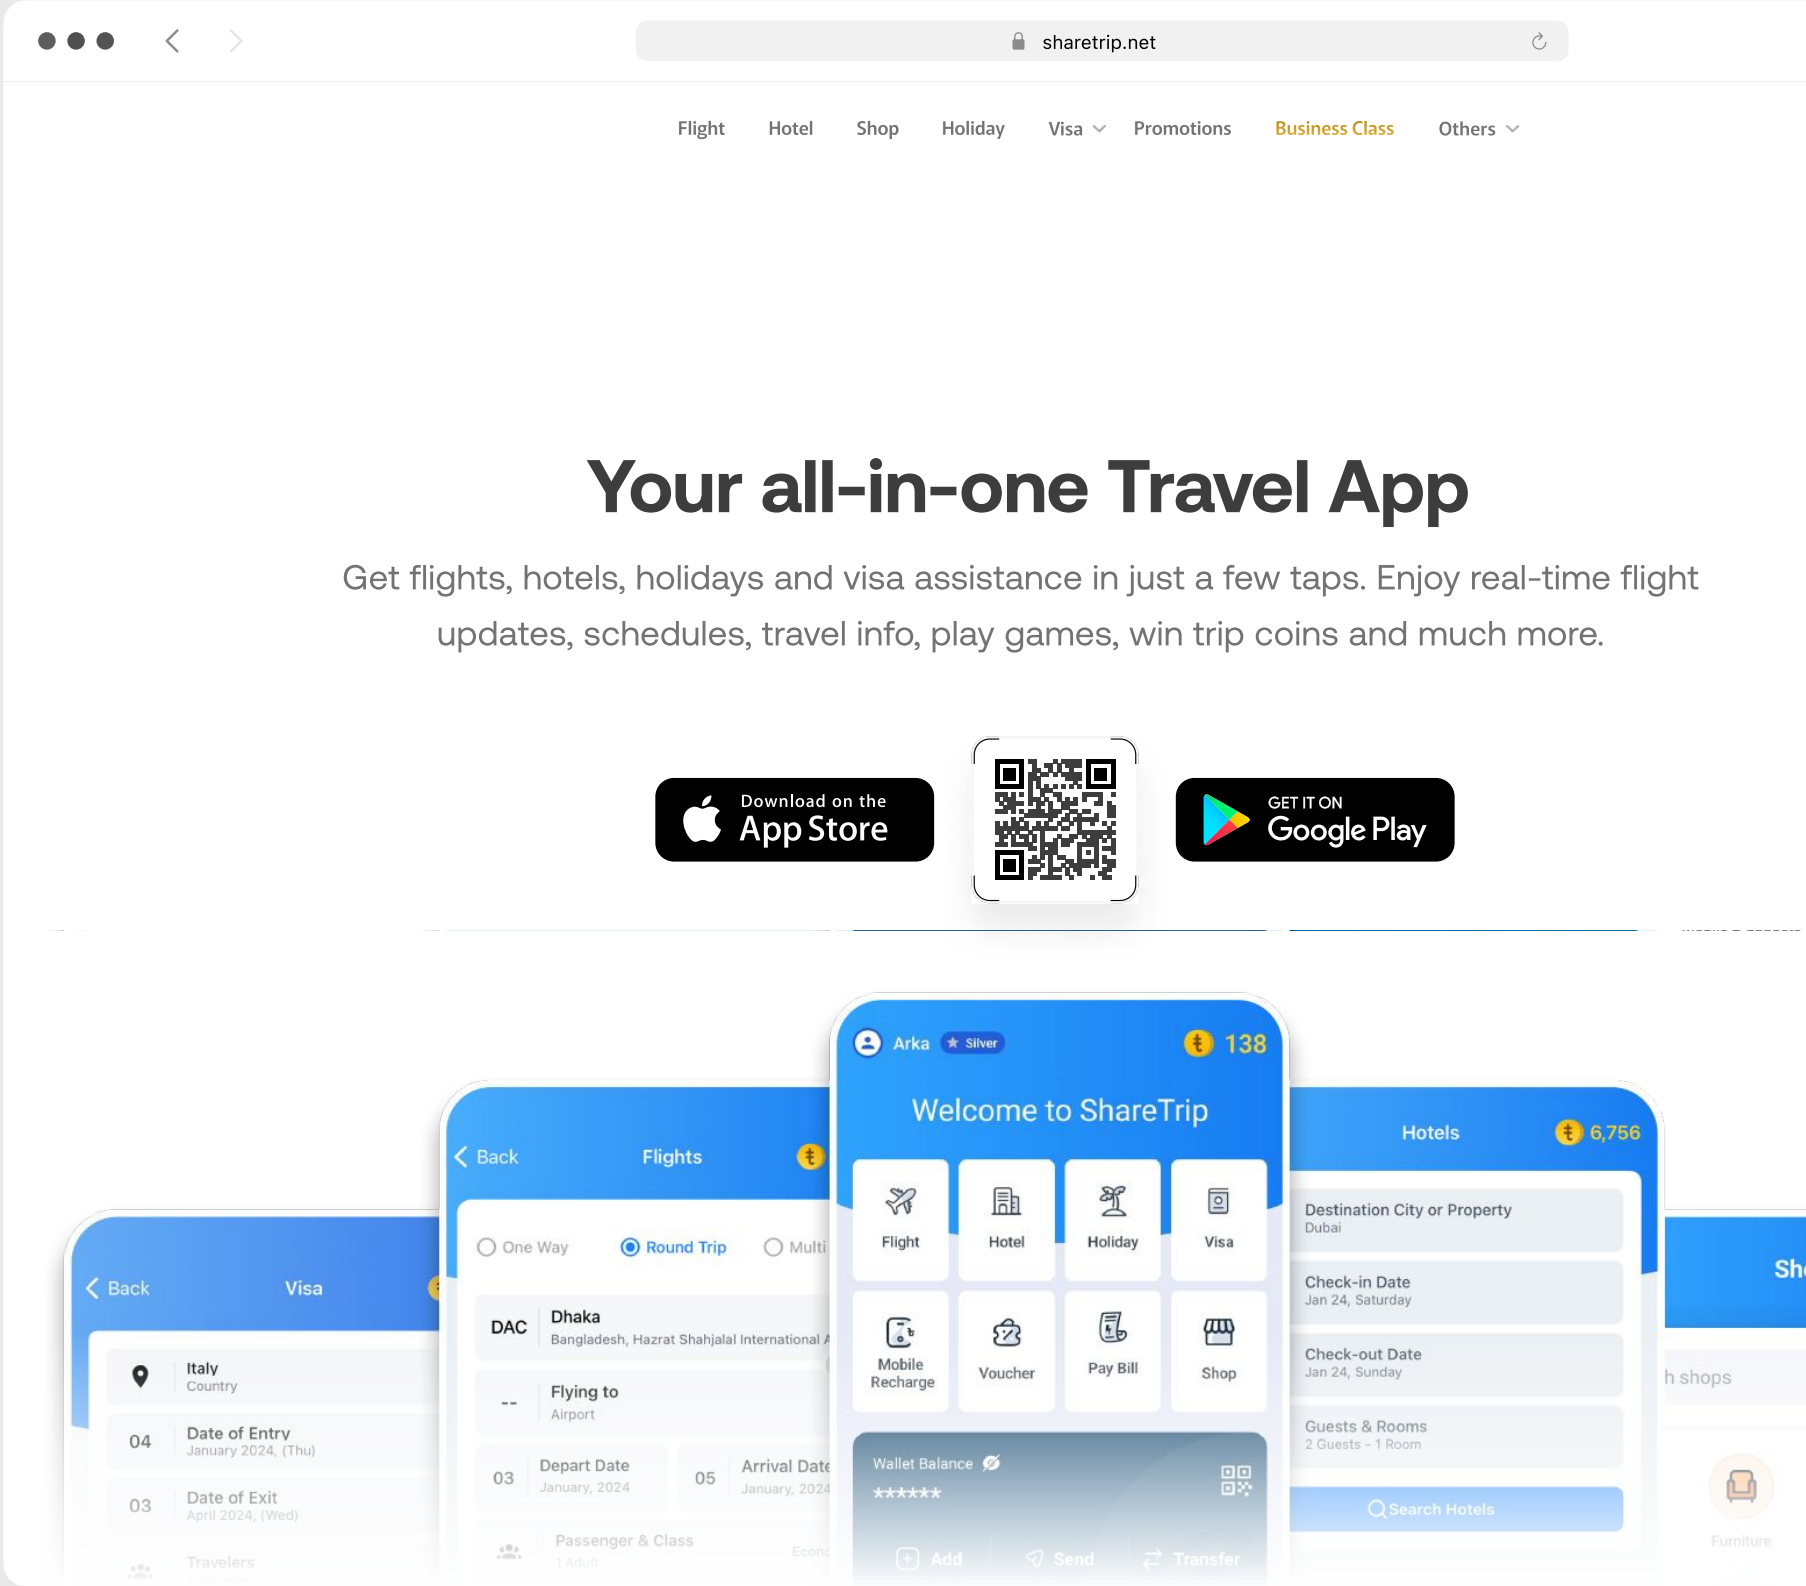 sharetrip.net
Flight Hotel Shop Holiday Visa Promotions Business Class Others
Your all-in-one Travel App
Get flights, hotels, holidays and visa assistance in just a few taps. Enjoy real-time flight
updates, schedules, travel info, play games, win trip coins and much more.
Download on the
App Store
GET IT ON
Google Play
Back Visa
Italy
Country
04 Date of Entry
January 2024, (Thu)
03 Date of Exit
April 2024, (Wed)
Travelers
Back Flights
One Way Round Trip Multi
DAC Dhaka
Bangladesh, Hazrat Shahjalal International A
-- Flying to
Airport
03 Depart Date
January, 2024
05 Arrival Date
January, 2024
Passenger & Class
1 Adult Econo
Arka Silver 138
Welcome to ShareTrip
Flight Hotel Holiday Visa
Mobile
Recharge
Voucher Pay Bill Shop
Wallet Balance
******
Add Send Transfer
Hotels 6,756
Destination City or Property
Dubai
Check-in Date
Jan 24, Saturday
Check-out Date
Jan 24, Sunday
Guests & Rooms
2 Guests - 1 Room
Search Hotels
Sh
h shops
Furniture